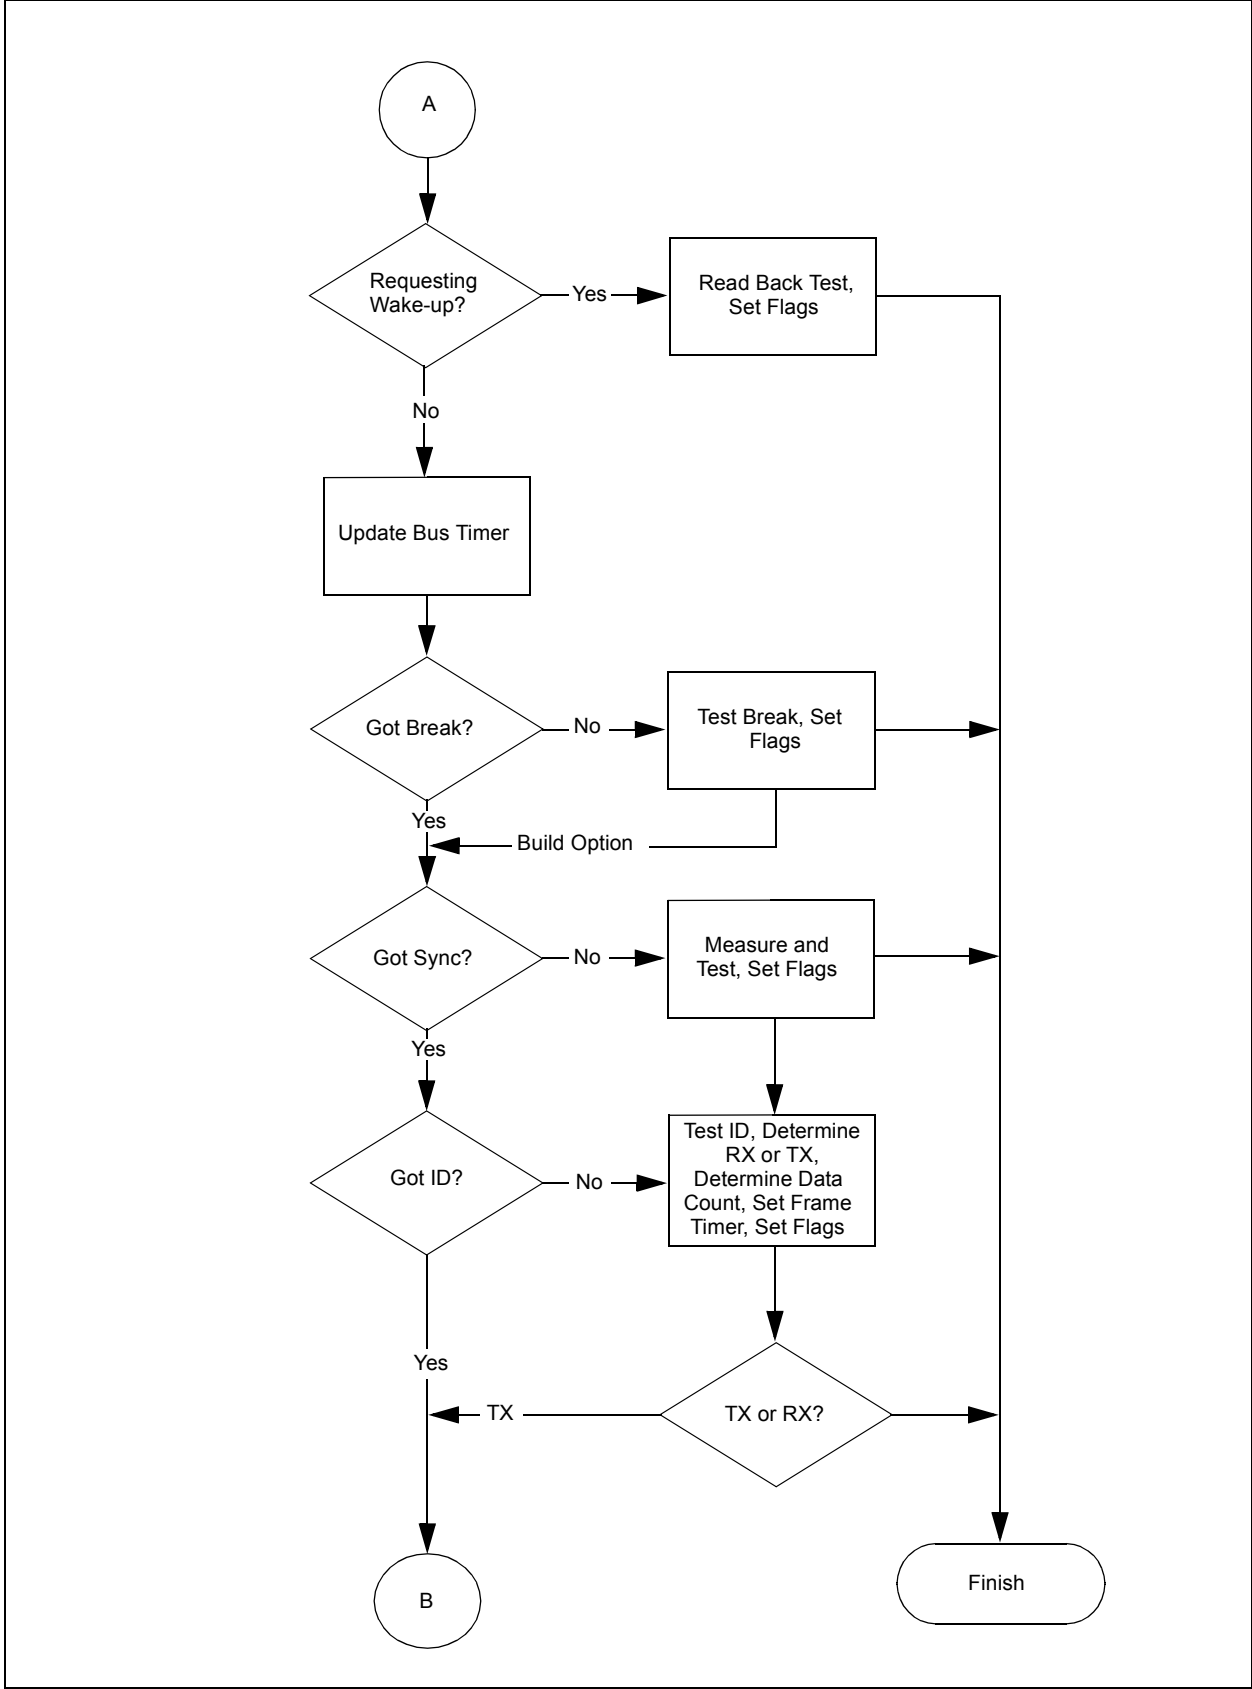 A
Requesting
Wake-up?
Yes
Read Back Test,
Set Flags
No
Update Bus Timer
Got Break?
No
Test Break, Set
Flags
Yes
Build Option
Got Sync?
No
Measure and
Test, Set Flags
Yes
Got ID?
No
Test ID, Determine
RX or TX,
Determine Data
Count, Set Frame
Timer, Set Flags
Yes
TX
TX or RX?
B
Finish